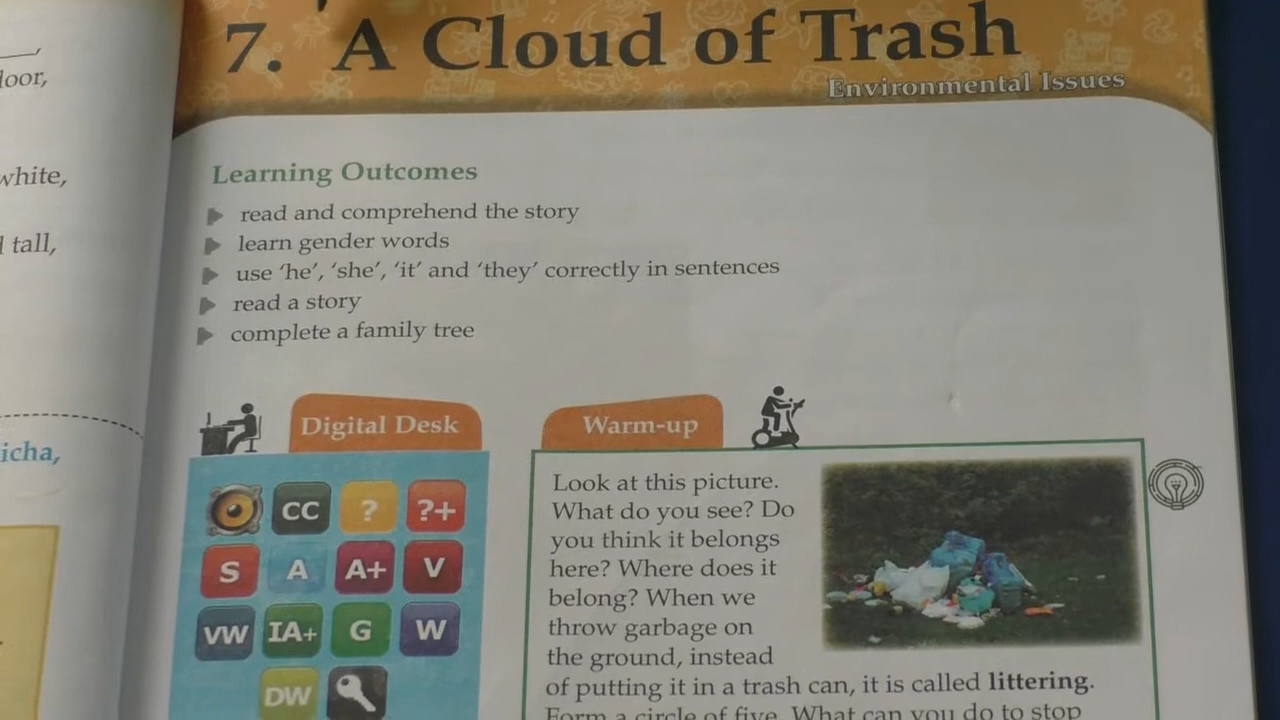 loor,
white,
l tall,
icha,
7. A Cloud of Trash
Environmental Issues
Learning Outcomes
read and comprehend the story
learn gender words
use ‘he’, ‘she’, ‘it’ and ‘they’ correctly in sentences
read a story
complete a family tree
Digital Desk
CC ? ?+
S A A+ V
VW IA+ G W
DW
Warm-up
Look at this picture.
What do you see? Do
you think it belongs
here? Where does it
belong? When we
throw garbage on
the ground, instead
of putting it in a trash can, it is called littering.
Form a circle of five. What can you do to stop